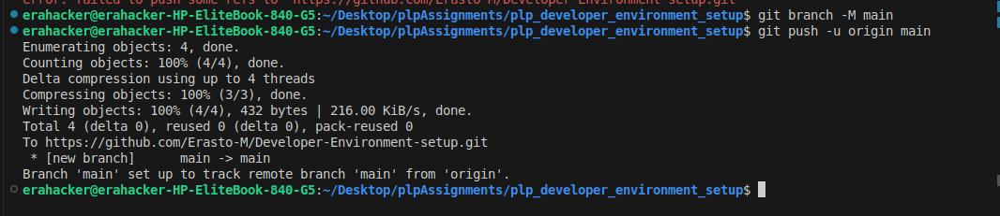 error: failed to push some refs to 'https://github.com/Erasto-M/Developer-Environment-setup.git'
erahacker@erahacker-HP-EliteBook-840-G5:~/Desktop/plpAssignments/plp_developer_environment_setup$ git branch -M main
erahacker@erahacker-HP-EliteBook-840-G5:~/Desktop/plpAssignments/plp_developer_environment_setup$ git push -u origin main
Enumerating objects: 4, done.
Counting objects: 100% (4/4), done.
Delta compression using up to 4 threads
Compressing objects: 100% (3/3), done.
Writing objects: 100% (4/4), 432 bytes | 216.00 KiB/s, done.
Total 4 (delta 0), reused 0 (delta 0), pack-reused 0
To https://github.com/Erasto-M/Developer-Environment-setup.git
 * [new branch]      main -> main
Branch 'main' set up to track remote branch 'main' from 'origin'.
erahacker@erahacker-HP-EliteBook-840-G5:~/Desktop/plpAssignments/plp_developer_environment_setup$